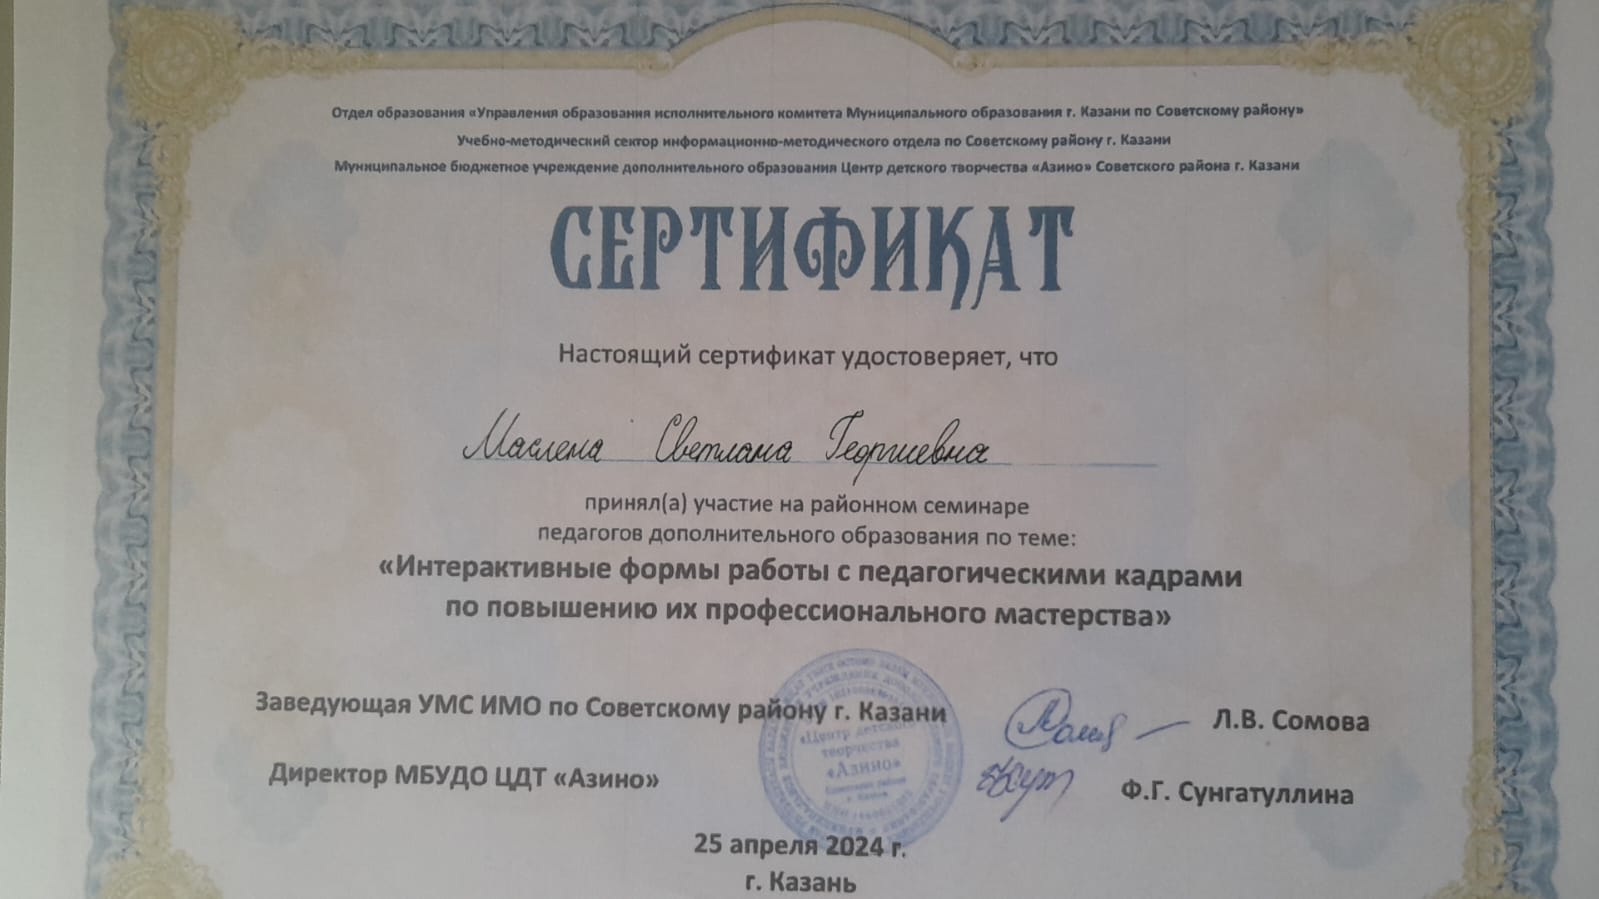 Отдел образования «Управления образования исполнительного комитета Муниципального образования г. Казани по Советскому району»
Учебно-методический сектор информационно-методического отдела по Советскому району г. Казани
Муниципальное бюджетное учреждение дополнительного образования Центр детского творчества «Азино» Советского района г. Казани
СЕРТИФИКАТ
Настоящий сертификат удостоверяет, что
Светлана Георгиевна
принял(а) участие на районном семинаре
педагогов дополнительного образования по теме:
«Интерактивные формы работы с педагогическими кадрами
по повышению их профессионального мастерства»
Заведующая УМС ИМО по Советскому району г. Казани Л.В. Сомова
«Центр детского
творчества
«Азино»
Директор МБУДО ЦДТ «Азино» Ф.Г. Сунгатуллина
25 апреля 2024 г.
г. Казань